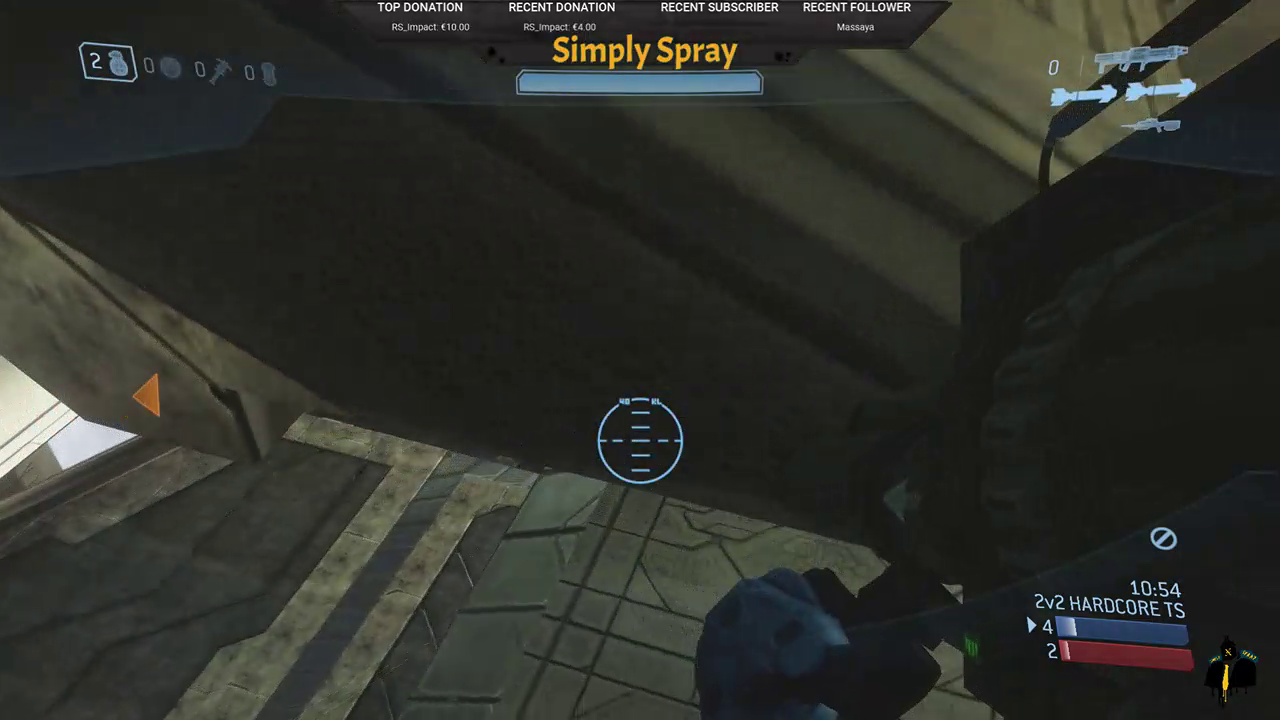 TOP DONATION
RECENT DONATION
RECENT SUBSCRIBER
RECENT FOLLOWER
RS_Impact: €10.00
RS_Impact: €4.00
Massaya
Simply Spray
2
0
0
0
0
10:54
2v2 HARDCORE TS
4
2